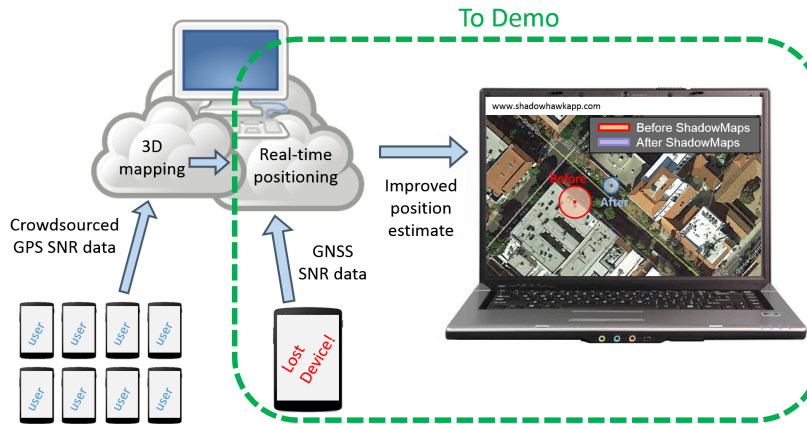 To Demo
www.shadowhawkapp.com
Before ShadowMaps
After ShadowMaps
3D
mapping
Real-time
positioning
Before
After
Improved
position
estimate
Crowdsourced
GPS SNR data
GNSS
SNR data
user
user
user
user
Lost
Device!
user
user
user
user